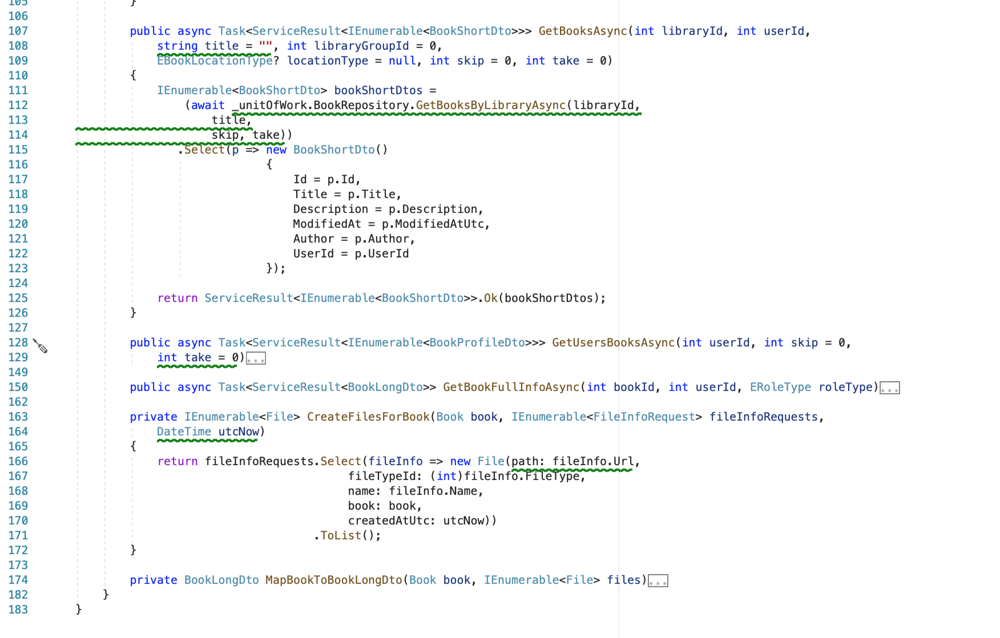 105 }
106
107 public async Task<ServiceResult<IEnumerable<BookShortDto>>> GetBooksAsync(int libraryId, int userId,
108 string title = "", int libraryGroupId = 0,
109 EBookLocationType? locationType = null, int skip = 0, int take = 0)
110 {
111 IEnumerable<BookShortDto> bookShortDtos =
112 (await _unitOfWork.BookRepository.GetBooksByLibraryAsync(libraryId,
113 title,
114 skip, take))
115 .Select(p => new BookShortDto()
116 {
117 Id = p.Id,
118 Title = p.Title,
119 Description = p.Description,
120 ModifiedAt = p.ModifiedAtUtc,
121 Author = p.Author,
122 UserId = p.UserId
123 });
124
125 return ServiceResult<IEnumerable<BookShortDto>>.Ok(bookShortDtos);
126 }
127
128 public async Task<ServiceResult<IEnumerable<BookProfileDto>>> GetUsersBooksAsync(int userId, int skip = 0,
129 int take = 0)...
149
150 public async Task<ServiceResult<BookLongDto>> GetBookFullInfoAsync(int bookId, int userId, ERoleType roleType)...
162
163 private IEnumerable<File> CreateFilesForBook(Book book, IEnumerable<FileInfoRequest> fileInfoRequests,
164 DateTime utcNow)
165 {
166 return fileInfoRequests.Select(fileInfo => new File(path: fileInfo.Url,
167 fileTypeId: (int)fileInfo.FileType,
168 name: fileInfo.Name,
169 book: book,
170 createdAtUtc: utcNow))
171 .ToList();
172 }
173
174 private BookLongDto MapBookToBookLongDto(Book book, IEnumerable<File> files)...
182 }
183 }